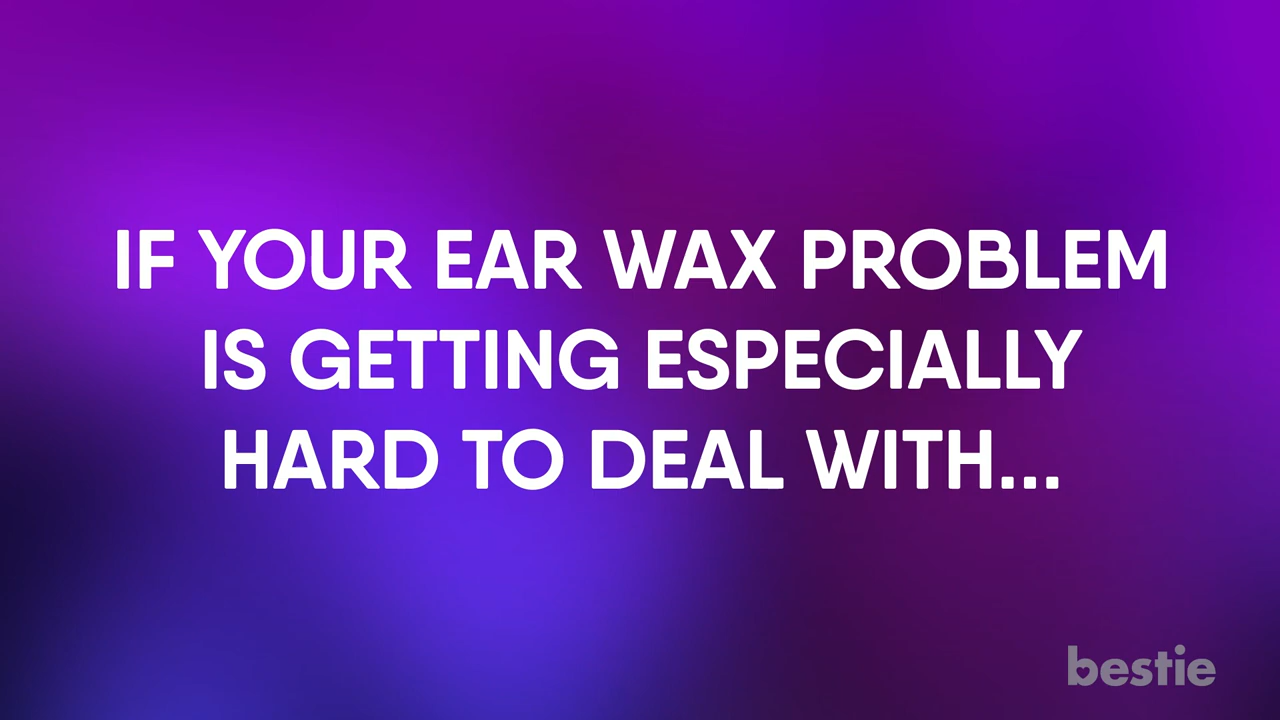 IF YOUR EAR WAX PROBLEM
IS GETTING ESPECIALLY
HARD TO DEAL WITH...
bestie